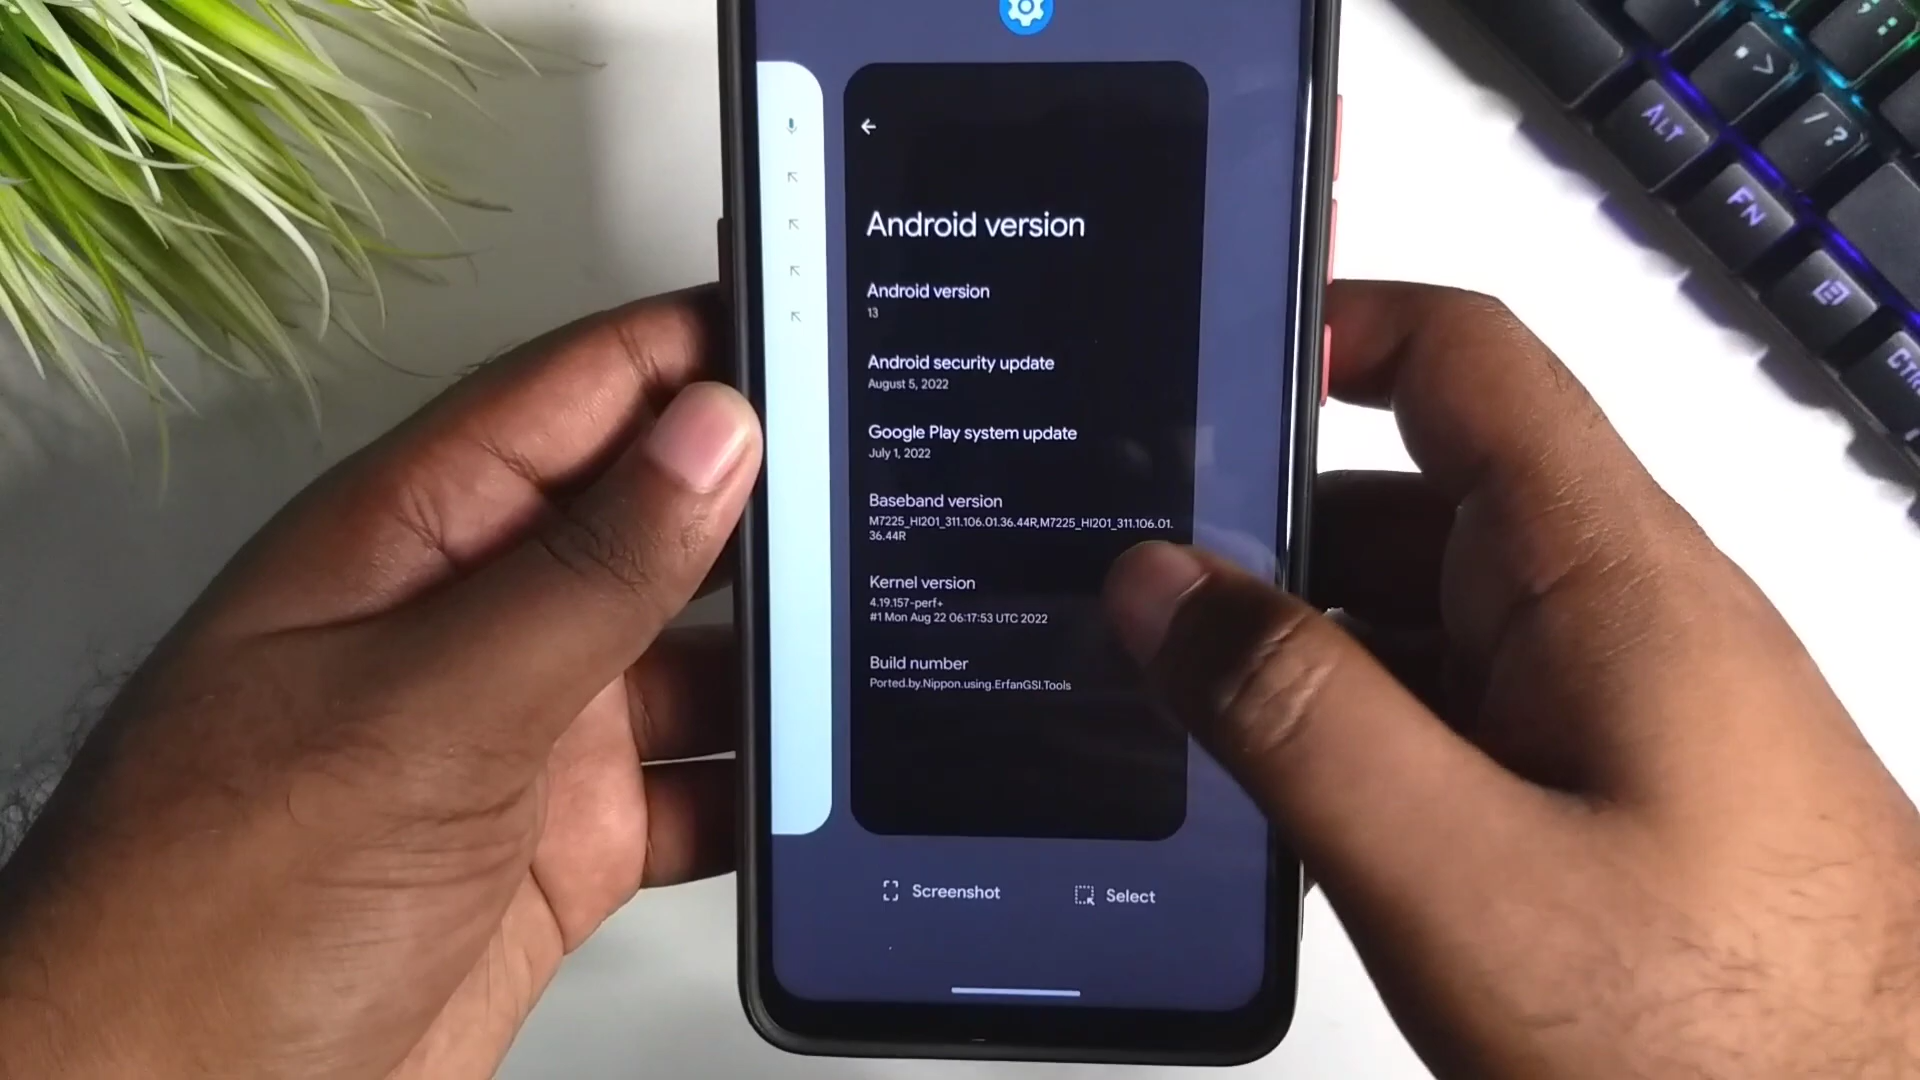 Android version
Android version
13
Android security update
August 5, 2022
Google Play system update
July 1, 2022
Baseband version
M7225_HI201_311.106.01.36.44R,M7225_HI201_311.106.01.
36.44R
Kernel version
4.19.157-perf+
#1 Mon Aug 22 06:17:53 UTC 2022
Build number
Ported.by.Nippon.using.ErfanGSI.Tools
Screenshot
Select
. >
/ ?
ALT
FN